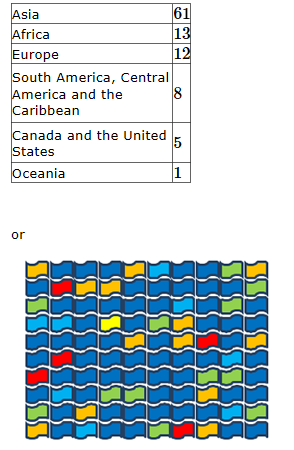 Asia 61
Africa 13
Europe 12
South America, Central
America and the
Caribbean 8
Canada and the United
States 5
Oceania 1
or